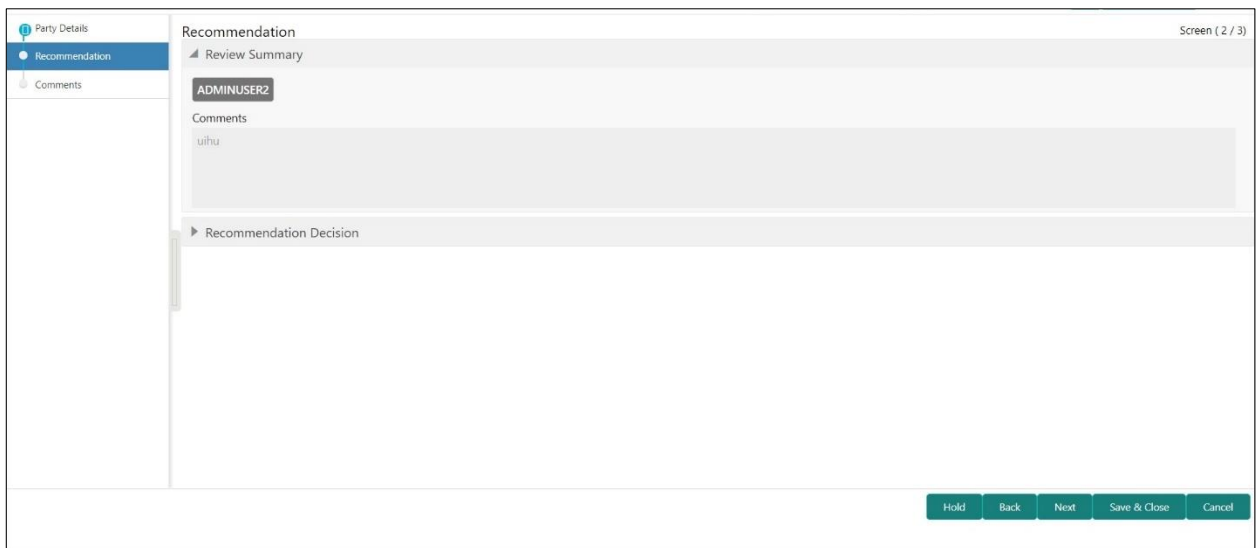 Party Details
Recommendation
Comments
Recommendation
Screen ( 2 / 3)
Review Summary
ADMINUSER2
Comments
uihu
Recommendation Decision
Hold
Back
Next
Save & Close
Cancel